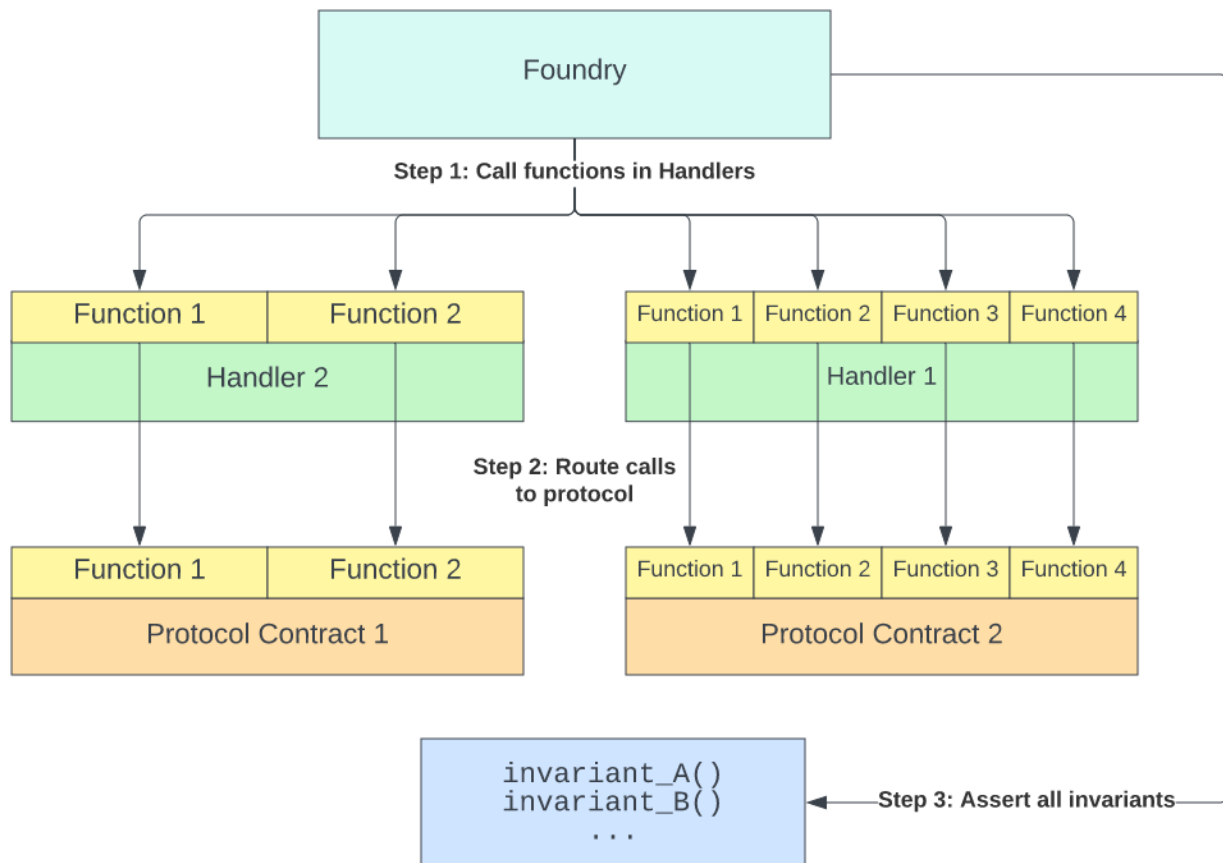 Foundry
Step 1: Call functions in Handlers
Function 1
Function 2
Function 1
Function 2
Function 3
Function 4
Handler 2
Handler 1
Step 2: Route calls
to protocol
Function 1
Function 2
Function 1
Function 2
Function 3
Function 4
Protocol Contract 1
Protocol Contract 2
invariant_A()
invariant_B()
...
Step 3: Assert all invariants